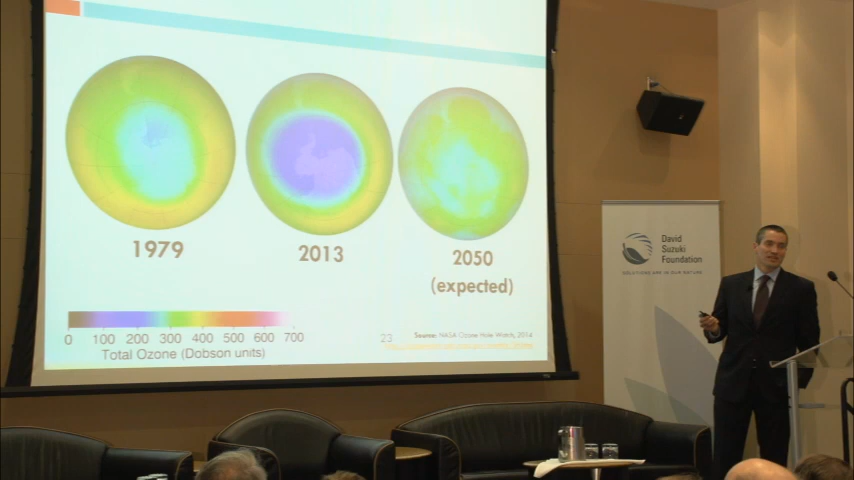 1979
2013
2050
(expected)
0 100 200 300 400 500 600 700
Total Ozone (Dobson units)
23
Source: NASA Ozone Hole Watch, 2014
David
Suzuki
Foundation
SOLUTIONS ARE IN OUR NATURE